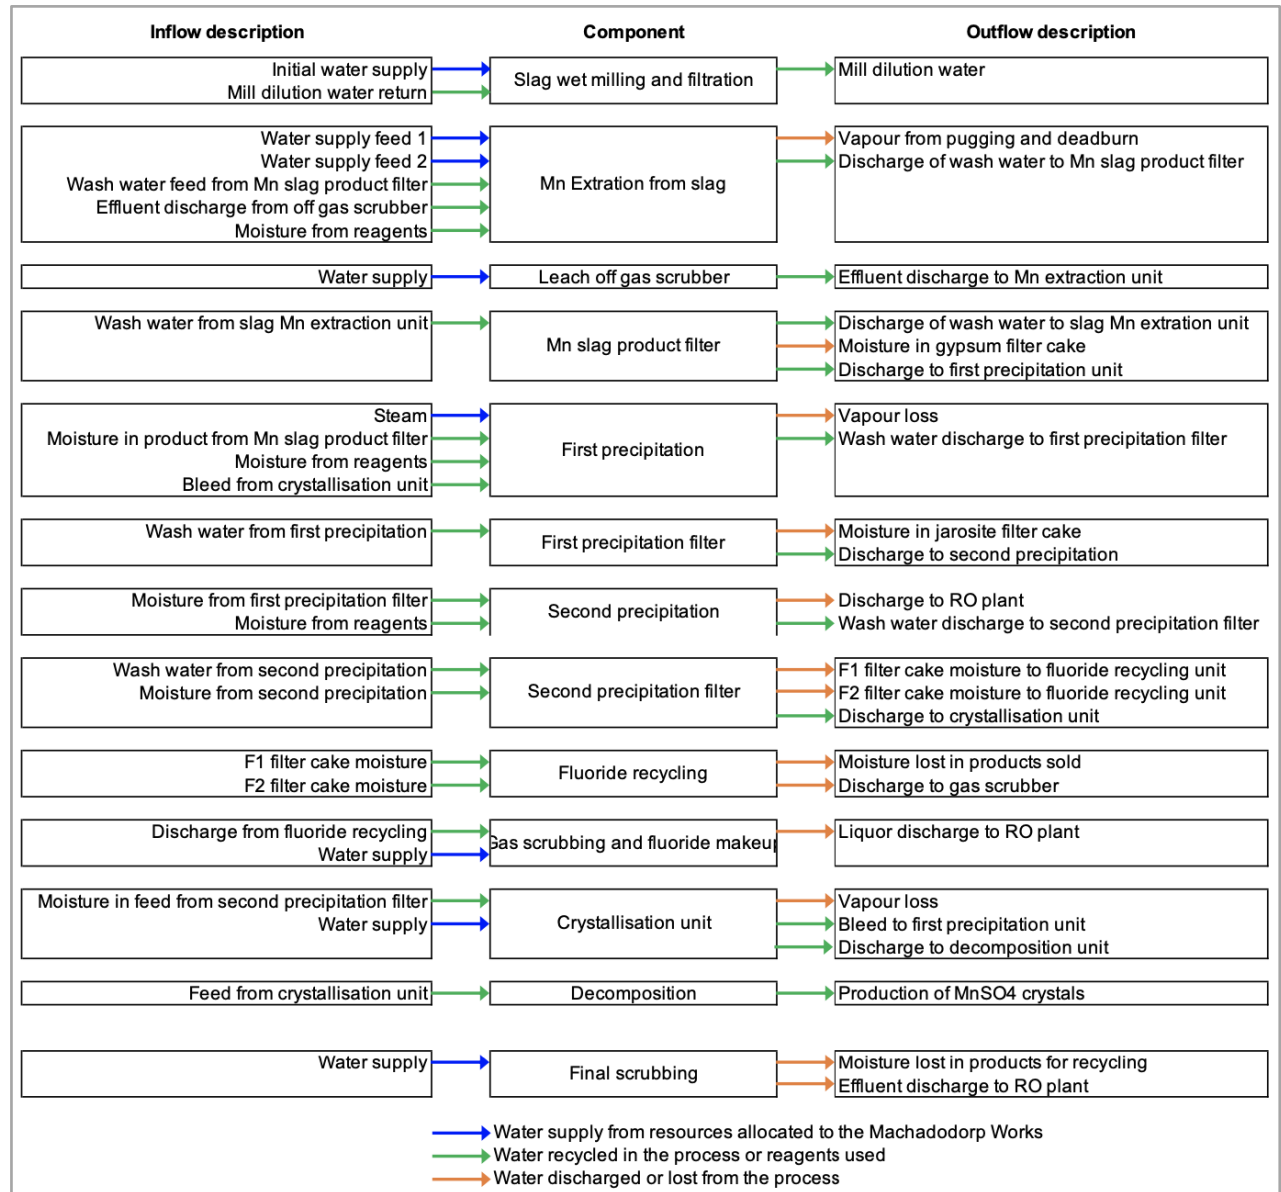 Inflow description Component Outflow description
Initial water supply Slag wet milling and filtration Mill dilution water
Mill dilution water return
Water supply feed 1 Mn Extration from slag Vapour from pugging and deadburn
Water supply feed 2 Discharge of wash water to Mn slag product filter
Wash water feed from Mn slag product filter
Effluent discharge from off gas scrubber
Moisture from reagents
Water supply Leach off gas scrubber Effluent discharge to Mn extraction unit
Wash water from slag Mn extraction unit Mn slag product filter Discharge of wash water to slag Mn extration unit
Moisture in gypsum filter cake
Discharge to first precipitation unit
Steam First precipitation Vapour loss
Moisture in product from Mn slag product filter Wash water discharge to first precipitation filter
Moisture from reagents
Bleed from crystallisation unit
Wash water from first precipitation First precipitation filter Moisture in jarosite filter cake
Discharge to second precipitation
Moisture from first precipitation filter Second precipitation Discharge to RO plant
Moisture from reagents Wash water discharge to second precipitation filter
Wash water from second precipitation Second precipitation filter F1 filter cake moisture to fluoride recycling unit
Moisture from second precipitation F2 filter cake moisture to fluoride recycling unit
Discharge to crystallisation unit
F1 filter cake moisture Fluoride recycling Moisture lost in products sold
F2 filter cake moisture Discharge to gas scrubber
Discharge from fluoride recycling Gas scrubbing and fluoride makeup Liquor discharge to RO plant
Water supply
Moisture in feed from second precipitation filter Crystallisation unit Vapour loss
Water supply Bleed to first precipitation unit
Discharge to decomposition unit
Feed from crystallisation unit Decomposition Production of MnSO4 crystals
Water supply Final scrubbing Moisture lost in products for recycling
Effluent discharge to RO plant
Water supply from resources allocated to the Machadodorp Works
Water recycled in the process or reagents used
Water discharged or lost from the process